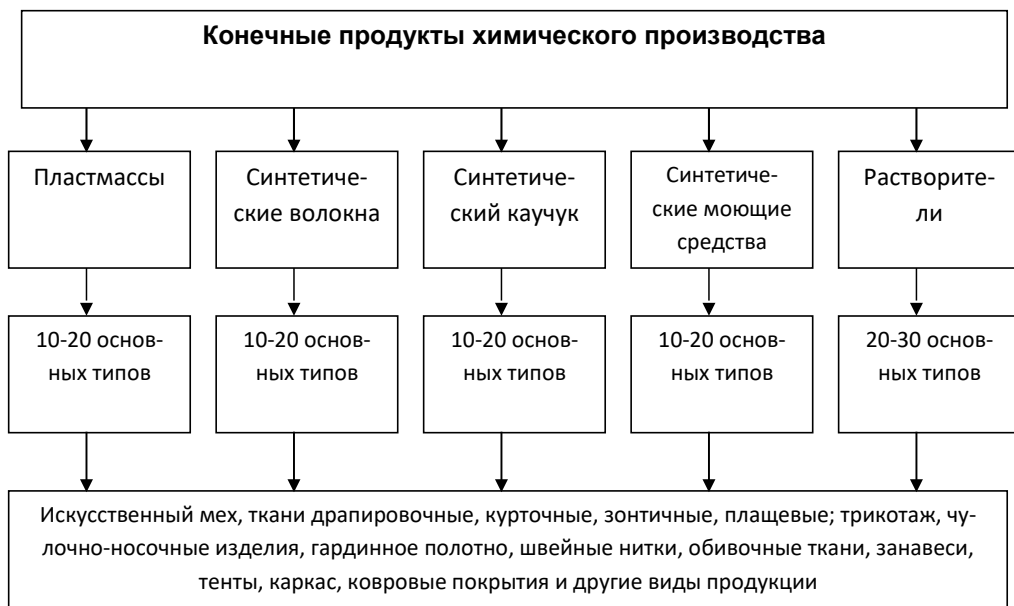 Конечные продукты химического производства
Пластмассы
Синтетиче-
ские волокна
Синтетиче-
ский каучук
Синтетиче-
ские моющие
средства
Растворите-
ли
10-20 основ-
ных типов
10-20 основ-
ных типов
10-20 основ-
ных типов
10-20 основ-
ных типов
20-30 основ-
ных типов
Искусственный мех, ткани драпировочные, курточные, зонтичные, плащевые; трикотаж, чу-
лочно-носочные изделия, гардинное полотно, швейные нитки, обивочные ткани, занавеси,
тенты, каркас, ковровые покрытия и другие виды продукции